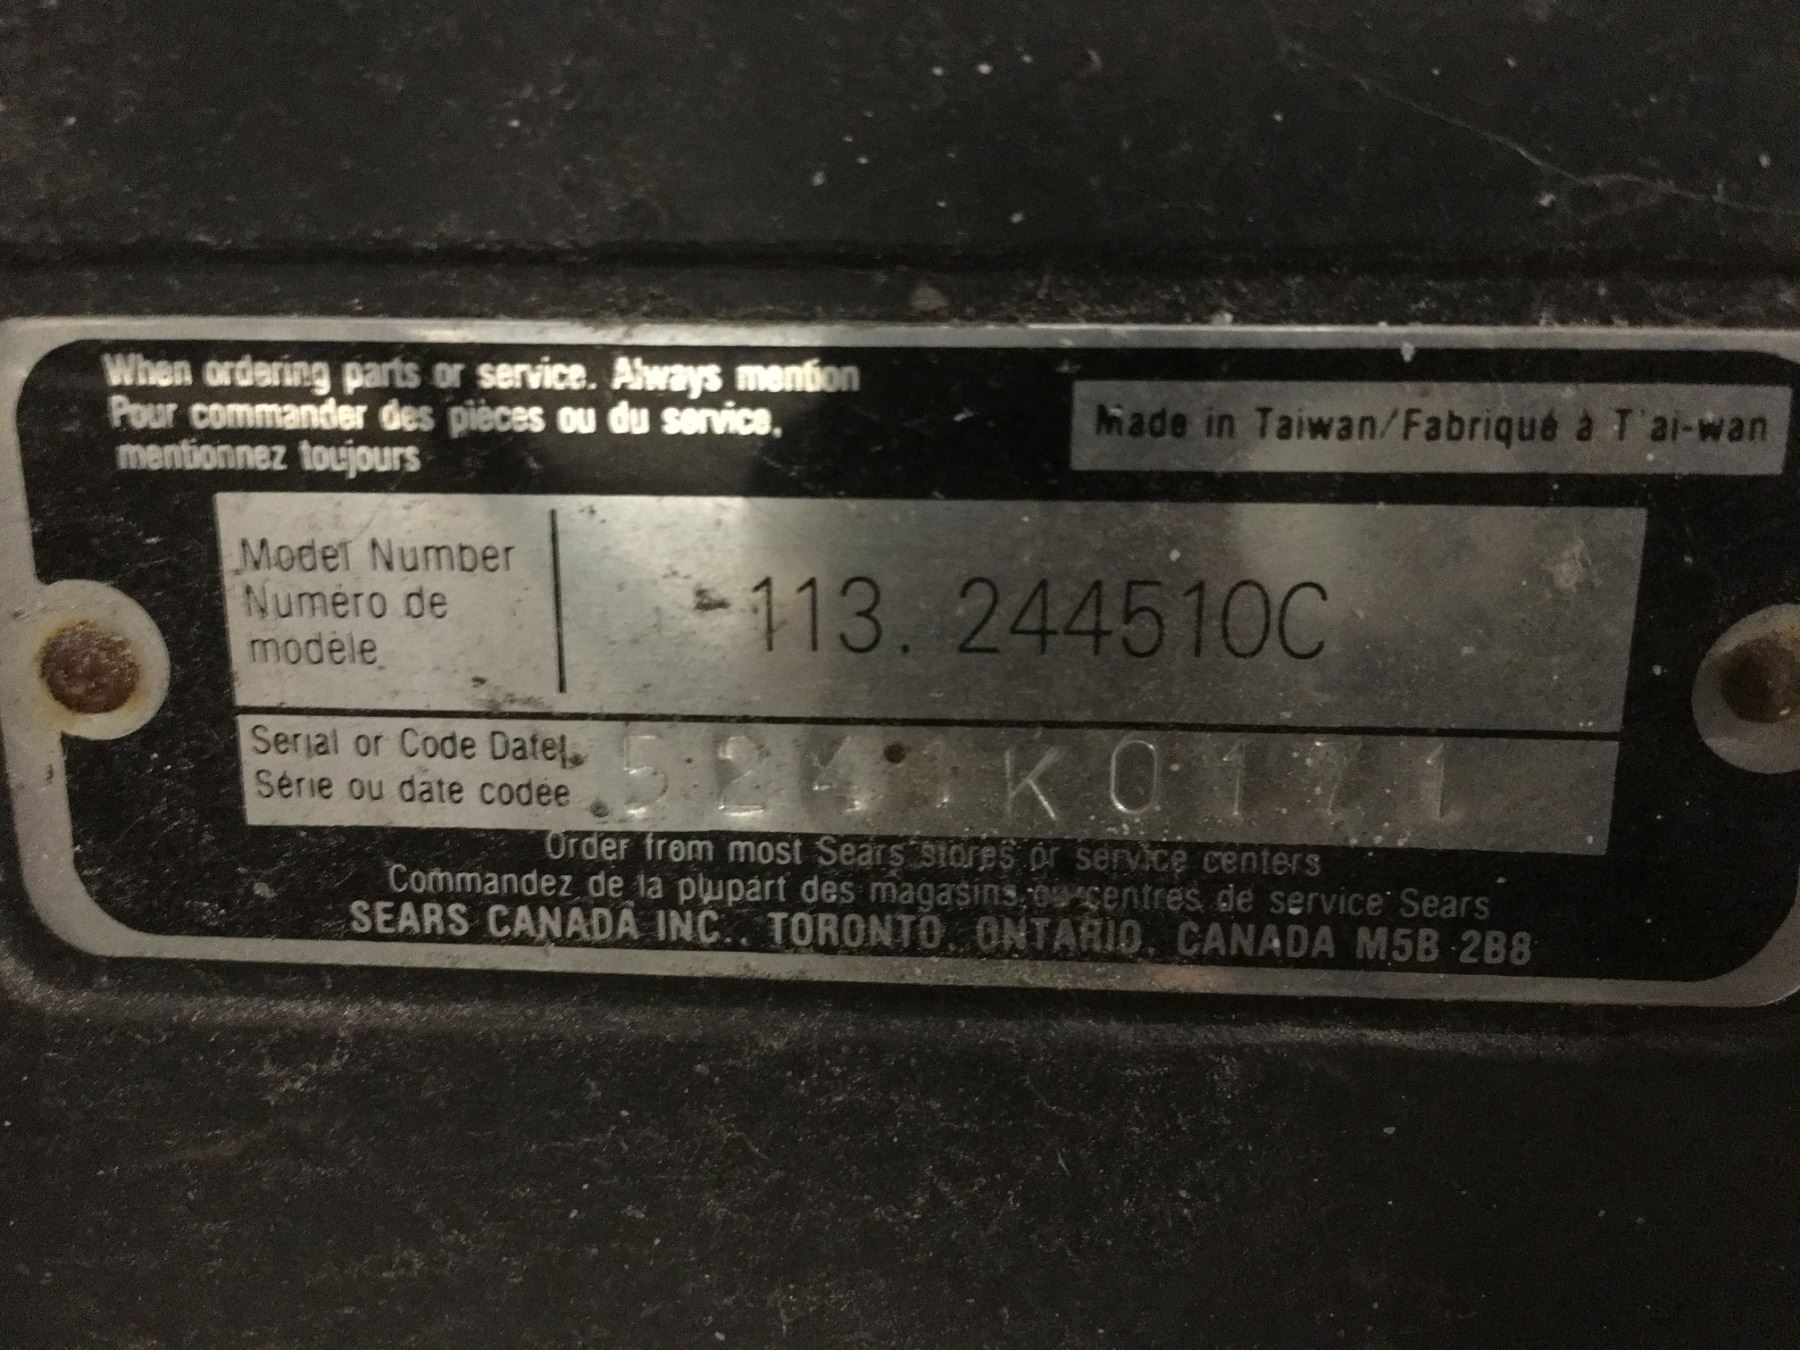 When ordering parts or service. Always mention
Pour commander des pièces ou du service,
mentionnez toujours
Made in Taiwan/Fabriqué à T'ai-wan
Model Number
Numéro de
modèle
113.244510C
Serial or Code Date
Série ou date codée
Order from most Sears stores or service centers
Commandez de la plupart des magasins ou centres de service Sears
SEARS CANADA INC., TORONTO, ONTARIO, CANADA M5B 2B8